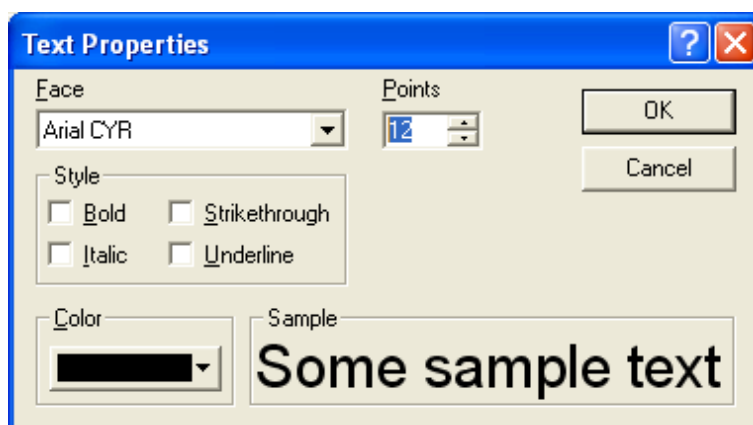 Text Properties
Face
Points
Arial CYR
12
OK
Cancel
Style
Bold
Strikethrough
Italic
Underline
Color
Sample
Some sample text